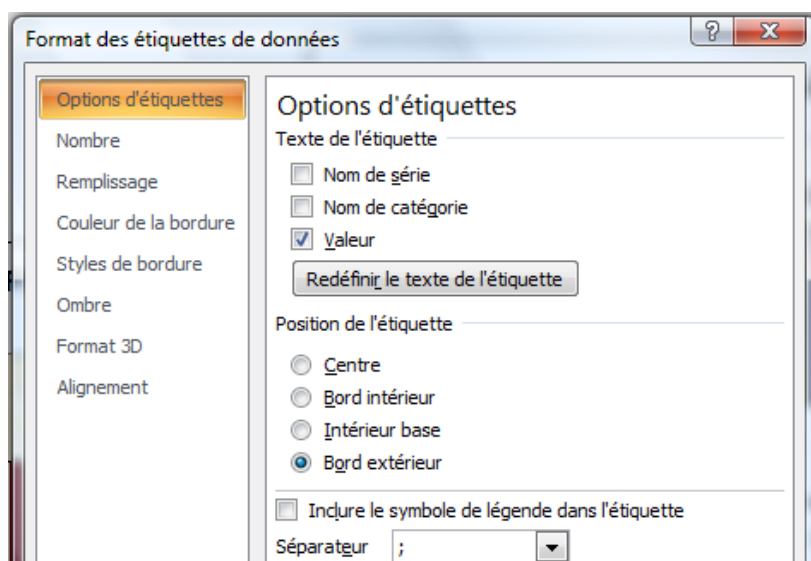 Format des étiquettes de données
Options d'étiquettes
Nombre
Remplissage
Couleur de la bordure
Styles de bordure
Ombre
Format 3D
Alignement
Options d'étiquettes
Texte de l'étiquette
Nom de série
Nom de catégorie
Valeur
Redéfinir le texte de l'étiquette
Position de l'étiquette
Centre
Bord intérieur
Intérieur base
Bord extérieur
Inclure le symbole de légende dans l'étiquette
Séparateur ;